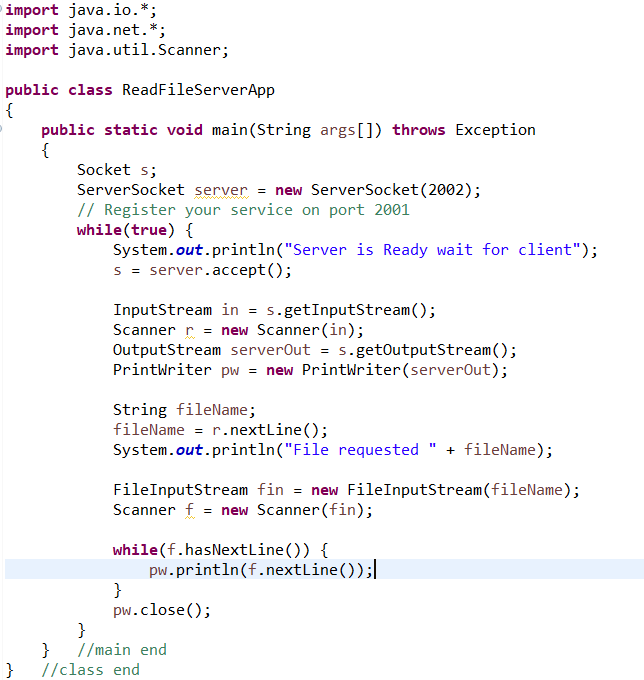 import java.io.*;
import java.net.*;
import java.util.Scanner;

public class ReadFileServerApp
{
    public static void main(String args[]) throws Exception
    {
        Socket s;
        ServerSocket server = new ServerSocket(2002);
        // Register your service on port 2001
        while(true) {
            System.out.println("Server is Ready wait for client");
            s = server.accept();

            InputStream in = s.getInputStream();
            Scanner r = new Scanner(in);
            OutputStream serverOut = s.getOutputStream();
            PrintWriter pw = new PrintWriter(serverOut);

            String fileName;
            fileName = r.nextLine();
            System.out.println("File requested " + fileName);

            FileInputStream fin = new FileInputStream(fileName);
            Scanner f = new Scanner(fin);

            while(f.hasNextLine()) {
                pw.println(f.nextLine());
            }
            pw.close();
        }
    }   //main end
}   //class end